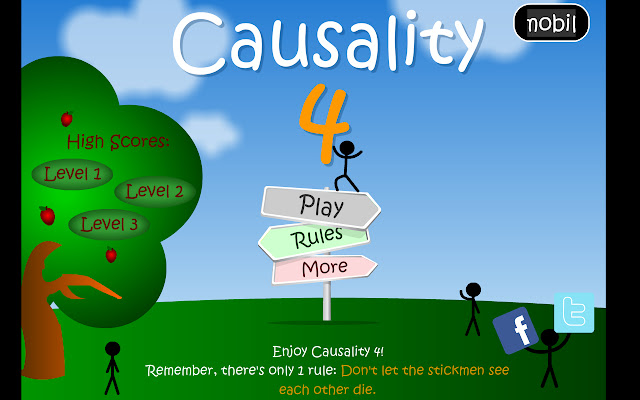 Causality
4
mobil
High Scores:
Level 1
Level 2
Level 3
Play
Rules
More
Enjoy Causality 4!
Remember, there's only 1 rule: Don't let the stickmen see
each other die.